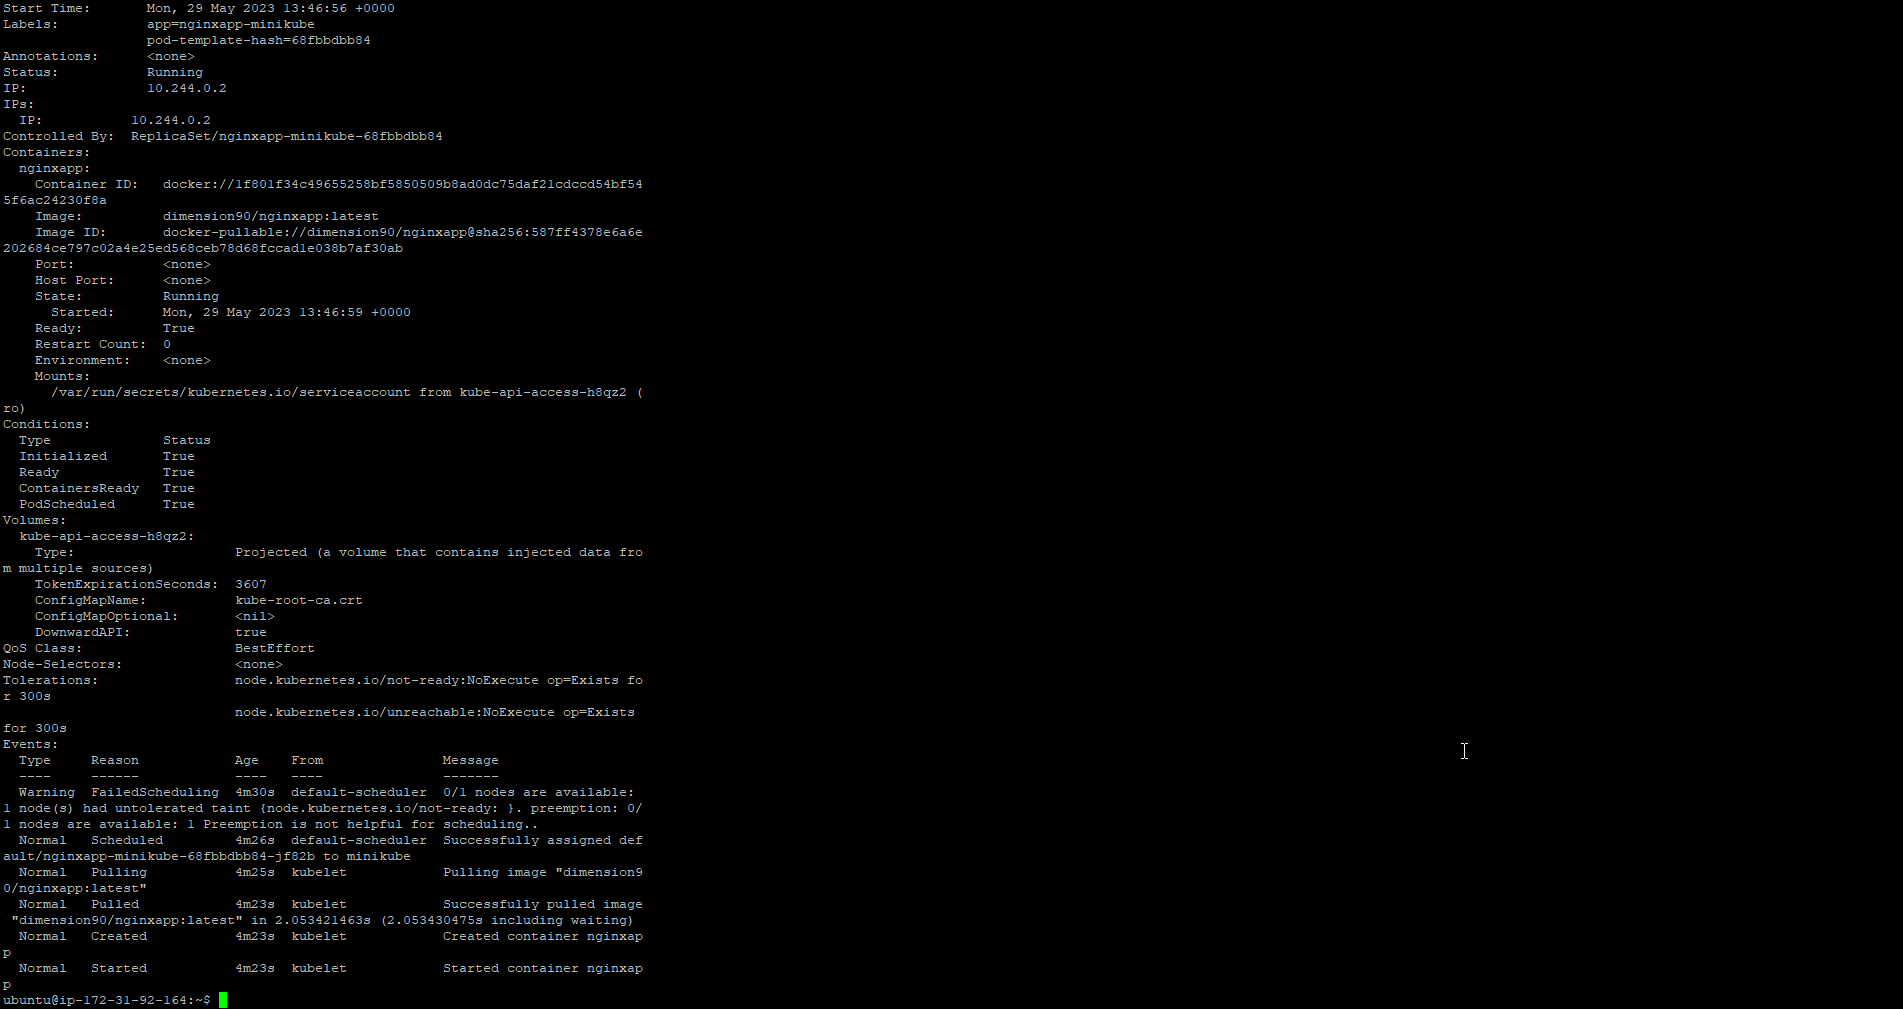 Start Time:       Mon, 29 May 2023 13:46:56 +0000
Labels:           app=nginxapp-minikube
                  pod-template-hash=68fbbdbb84
Annotations:      <none>
Status:           Running
IP:               10.244.0.2
IPs:
  IP:           10.244.0.2
Controlled By:  ReplicaSet/nginxapp-minikube-68fbbdbb84
Containers:
  nginxapp:
    Container ID:   docker://1f801f34c49655258bf5850509b8ad0dc75daf21cdccd54bf54
5f6ac24230f8a
    Image:          dimension90/nginxapp:latest
    Image ID:       docker-pullable://dimension90/nginxapp@sha256:587ff4378e6a6e
202684ce797c02a4e25ed568ceb78d68fccad1e038b7af30ab
    Port:           <none>
    Host Port:      <none>
    State:          Running
      Started:      Mon, 29 May 2023 13:46:59 +0000
    Ready:          True
    Restart Count:  0
    Environment:    <none>
    Mounts:
      /var/run/secrets/kubernetes.io/serviceaccount from kube-api-access-h8qz2 (
ro)
Conditions:
  Type              Status
  Initialized       True
  Ready             True
  ContainersReady   True
  PodScheduled      True
Volumes:
  kube-api-access-h8qz2:
    Type:                    Projected (a volume that contains injected data fro
m multiple sources)
    TokenExpirationSeconds:  3607
    ConfigMapName:           kube-root-ca.crt
    ConfigMapOptional:       <nil>
    DownwardAPI:             true
QoS Class:                   BestEffort
Node-Selectors:              <none>
Tolerations:                 node.kubernetes.io/not-ready:NoExecute op=Exists fo
r 300s
                             node.kubernetes.io/unreachable:NoExecute op=Exists
for 300s
Events:
  Type     Reason            Age   From               Message
  ----     ------            ----  ----               -------
  Warning  FailedScheduling  4m30s  default-scheduler  0/1 nodes are available:
1 node(s) had untolerated taint {node.kubernetes.io/not-ready: }. preemption: 0/
1 nodes are available: 1 Preemption is not helpful for scheduling..
  Normal   Scheduled         4m26s  default-scheduler  Successfully assigned def
ault/nginxapp-minikube-68fbbdbb84-jf82b to minikube
  Normal   Pulling           4m25s  kubelet            Pulling image "dimension9
0/nginxapp:latest"
  Normal   Pulled            4m23s  kubelet            Successfully pulled image
 "dimension90/nginxapp:latest" in 2.053421463s (2.053430475s including waiting)
  Normal   Created           4m23s  kubelet            Created container nginxap
p
  Normal   Started           4m23s  kubelet            Started container nginxap
p
ubuntu@ip-172-31-92-164:~$